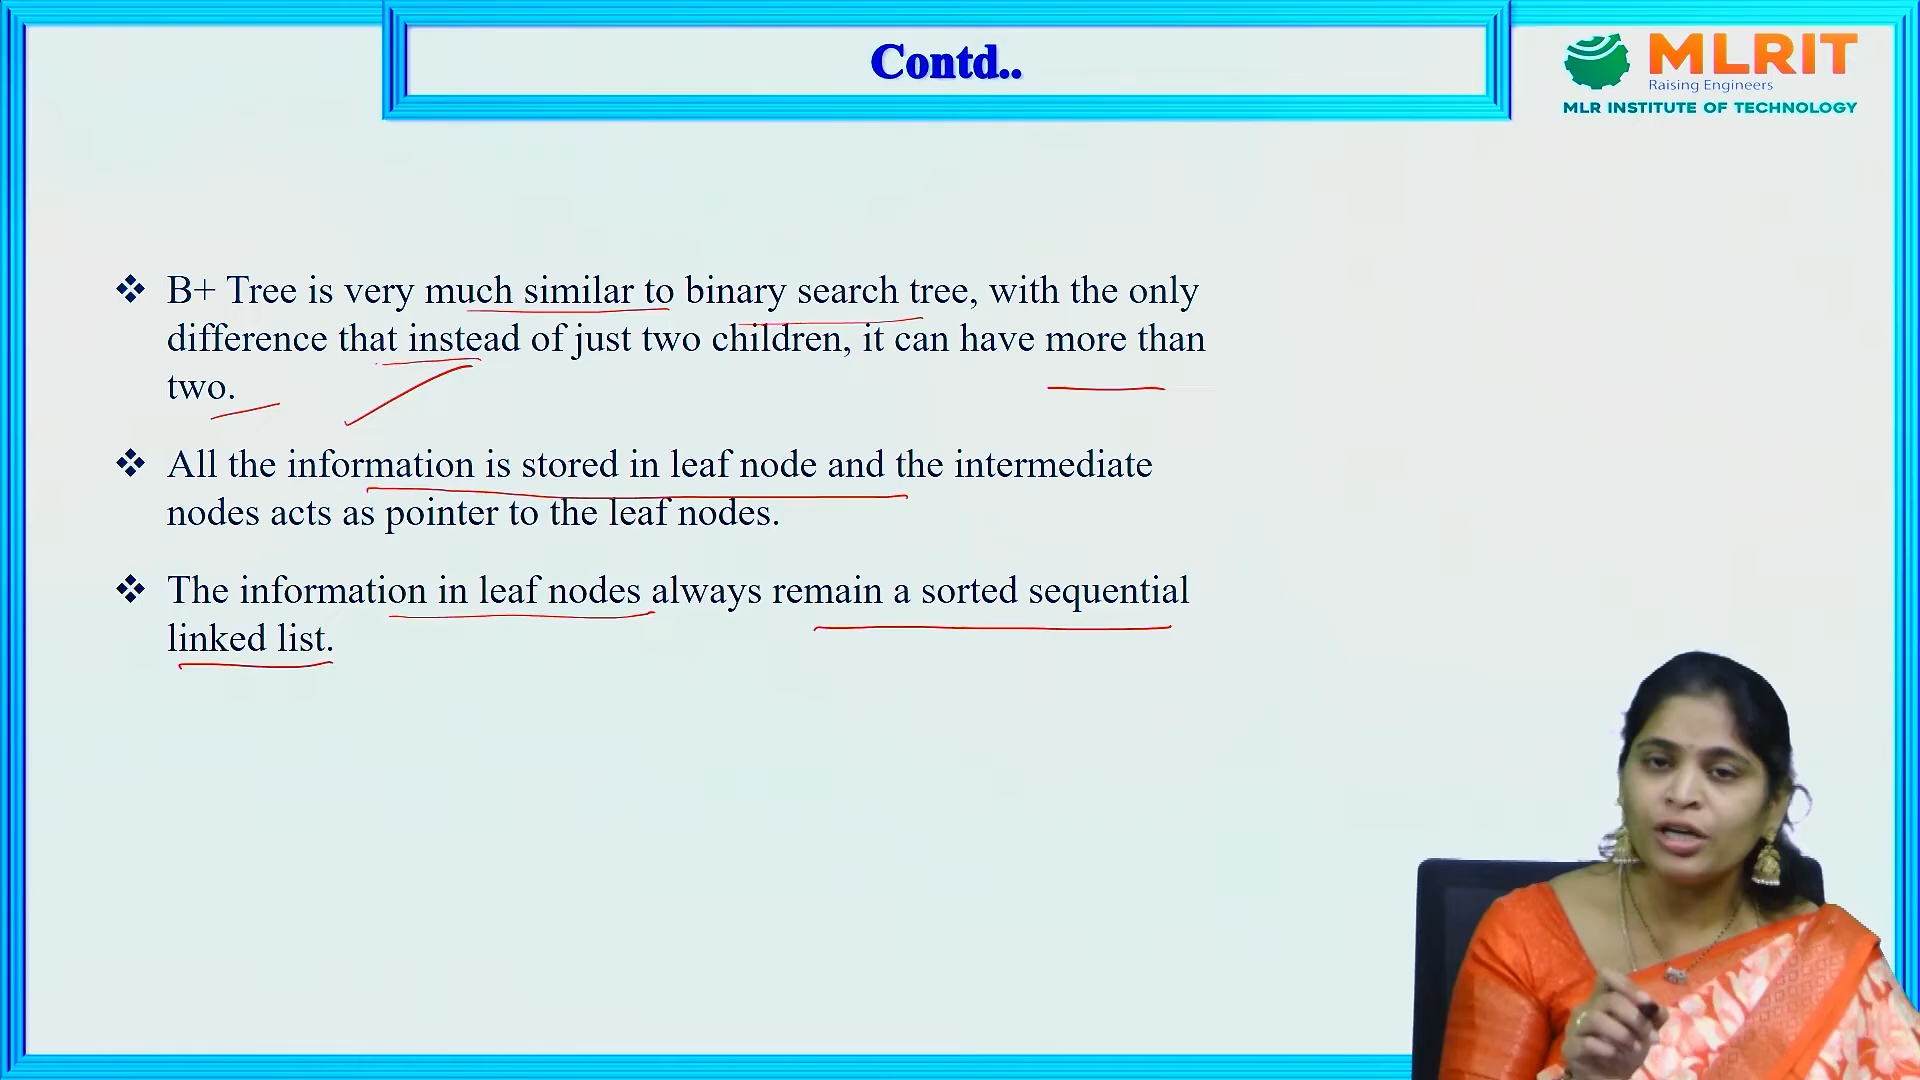 Contd..
MLRIT
Raising Engineers
MLR INSTITUTE OF TECHNOLOGY
B+ Tree is very much similar to binary search tree, with the only
difference that instead of just two children, it can have more than
two.
All the information is stored in leaf node and the intermediate
nodes acts as pointer to the leaf nodes.
The information in leaf nodes always remain a sorted sequential
linked list.